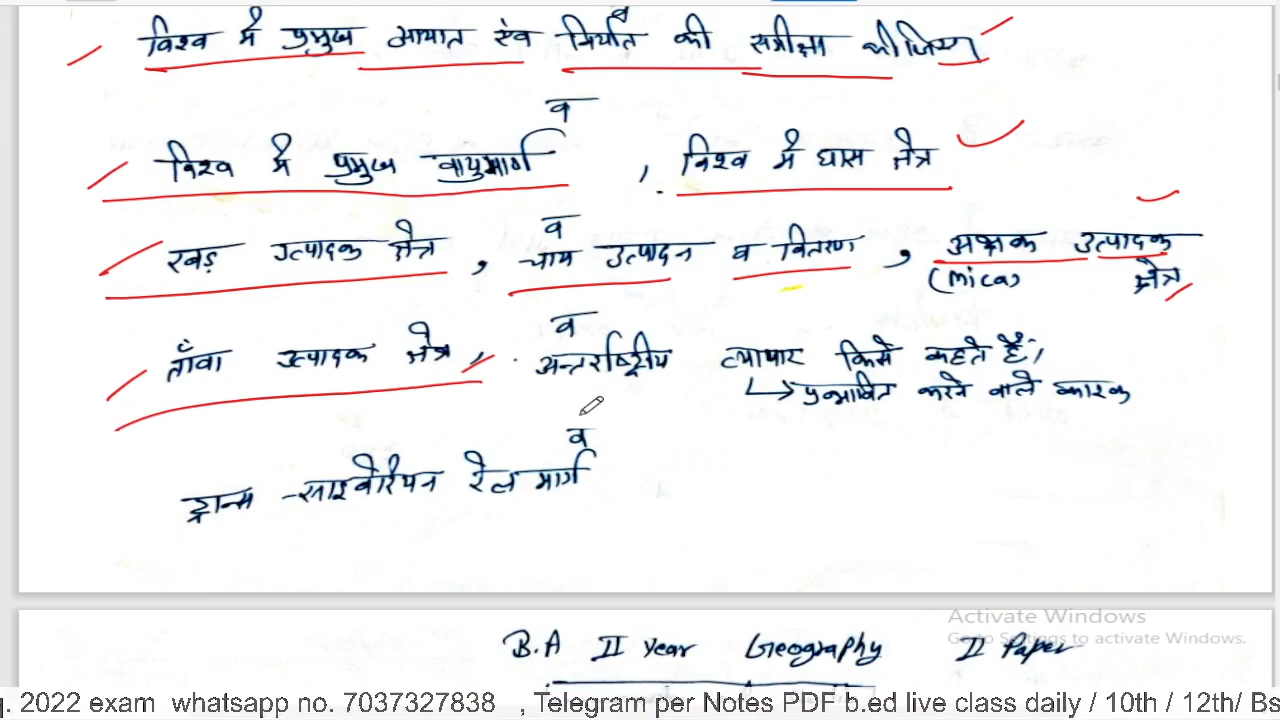 विश्व में प्रमुख आयात एंव निर्यात की समीक्षा कीजिए
व
विश्व में प्रमुख वायुमार्ग , विश्व में घास क्षेत्र
व
रबड़ उत्पादक क्षेत्र , चाय उत्पादन व वितरण , अभ्रक उत्पादक
(Mica) क्षेत्र
व
ताँबा उत्पादक क्षेत्र , अन्तर्राष्ट्रीय व्यापार किसे कहते हैं,
प्रभावित करने वाले कारक
व
ट्रान्स - साइबेरियन रेल मार्ग
Activate Windows
Go to Settings to activate Windows.
B.A II Year Geography II Paper
q. 2022 exam whatsapp no. 7037327838 , Telegram per Notes PDF b.ed live class daily / 10th / 12th/ Bs